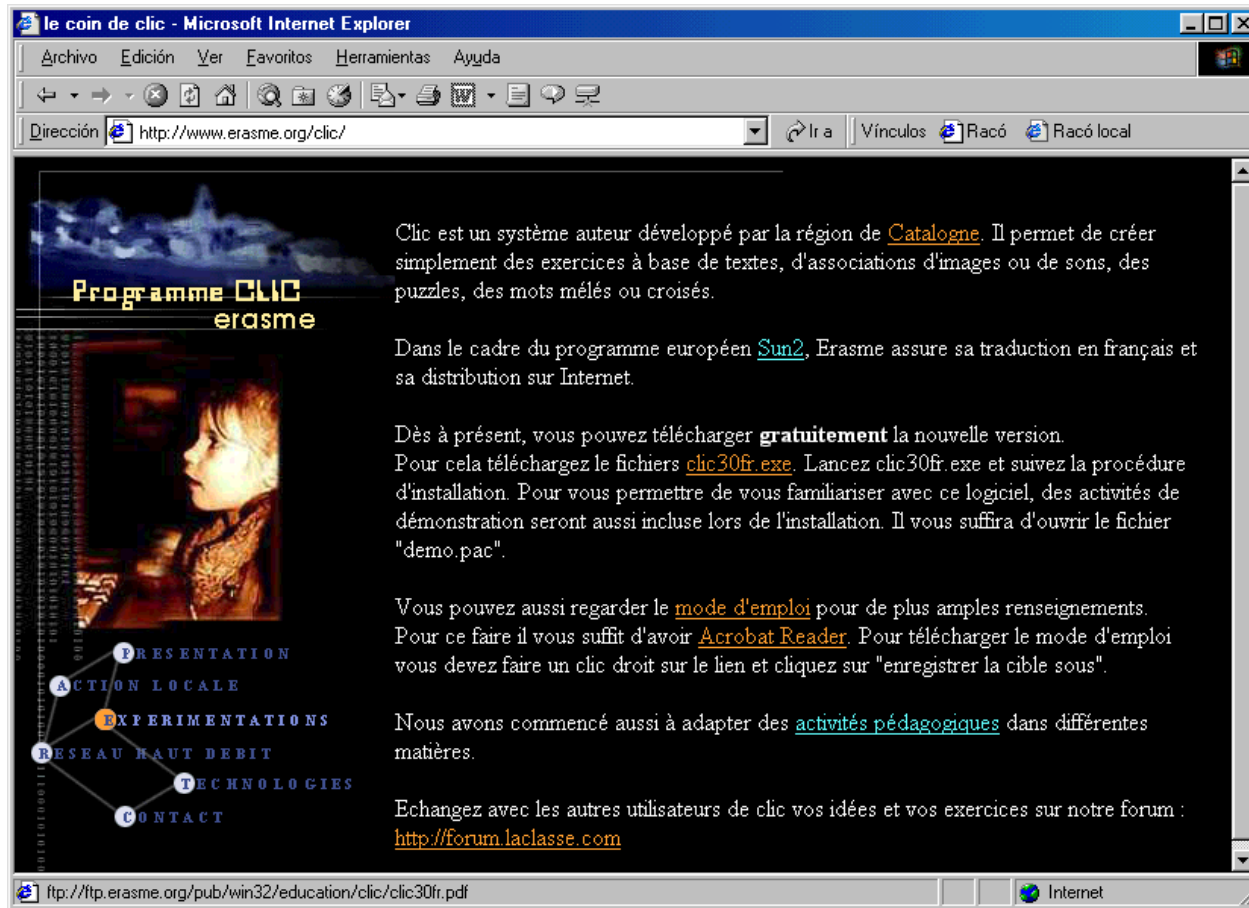 le coin de clic - Microsoft Internet Explorer
Archivo Edición Ver Favoritos Herramientas Ayuda
Dirección http://www.erasme.org/clic/ Ir a Vínculos Racó Racó local
Programme CLIC
erasme
Clic est un système auteur développé par la région de Catalogne. Il permet de créer
simplement des exercices à base de textes, d'associations d'images ou de sons, des
puzzles, des mots mélés ou croisés.
Dans le cadre du programme européen Sun2, Erasme assure sa traduction en français et
sa distribution sur Internet.
Dès à présent, vous pouvez télécharger gratuitement la nouvelle version.
Pour cela téléchargez le fichiers clic30fr.exe. Lancez clic30fr.exe et suivez la procédure
d'installation. Pour vous permettre de vous familiariser avec ce logiciel, des activités de
démonstration seront aussi incluse lors de l'installation. Il vous suffira d'ouvrir le fichier
"demo.pac".
Vous pouvez aussi regarder le mode d'emploi pour de plus amples renseignements.
Pour ce faire il vous suffit d'avoir Acrobat Reader. Pour télécharger le mode d'emploi
vous devez faire un clic droit sur le lien et cliquez sur "enregistrer la cible sous".
Nous avons commencé aussi à adapter des activités pédagogiques dans différentes
matières.
Echangez avec les autres utilisateurs de clic vos idées et vos exercices sur notre forum :
http://forum.laclasse.com
PRESENTATION
ACTION LOCALE
EXPERIMENTATIONS
RESEAU HAUT DEBIT
TECHNOLOGIES
CONTACT
ftp://ftp.erasme.org/pub/win32/education/clic/clic30fr.pdf Internet